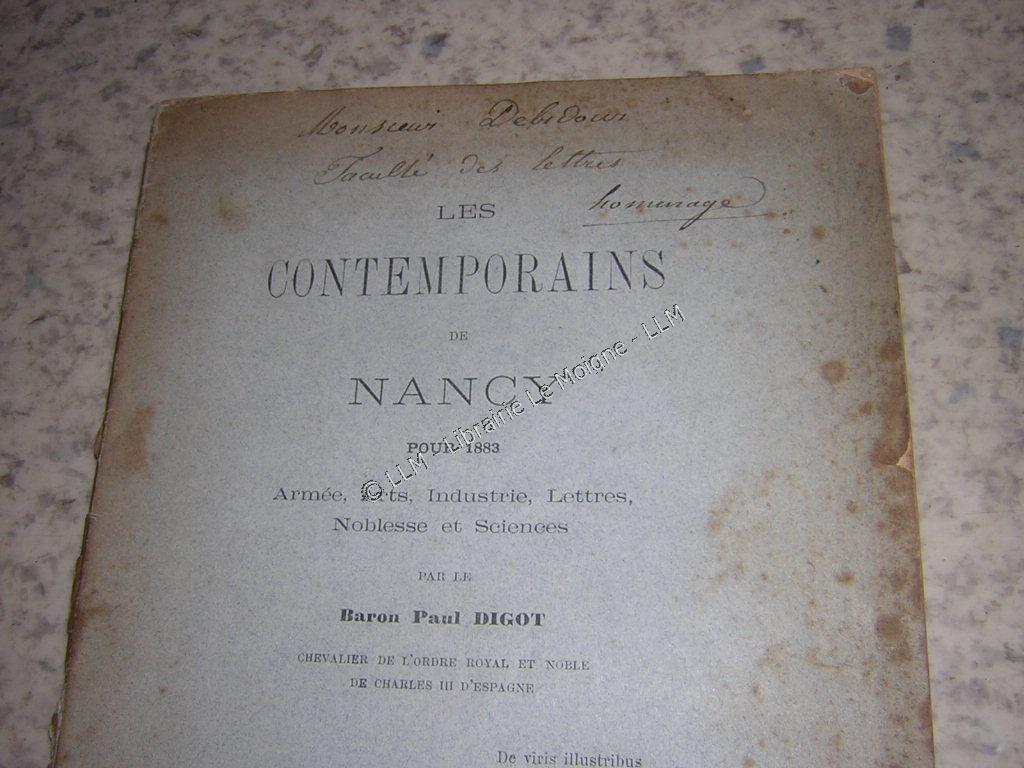 Monsieur Debidour
Faculté des lettres
hommage
LES
CONTEMPORAINS
DE
NANCY
POUR 1883
Armée, Arts, Industrie, Lettres,
Noblesse et Sciences
PAR LE
Baron Paul DIGOT
CHEVALIER DE L'ORDRE ROYAL ET NOBLE
DE CHARLES III D'ESPAGNE
De viris illustribus
© LLM - Librairie Le Moigne - LLM